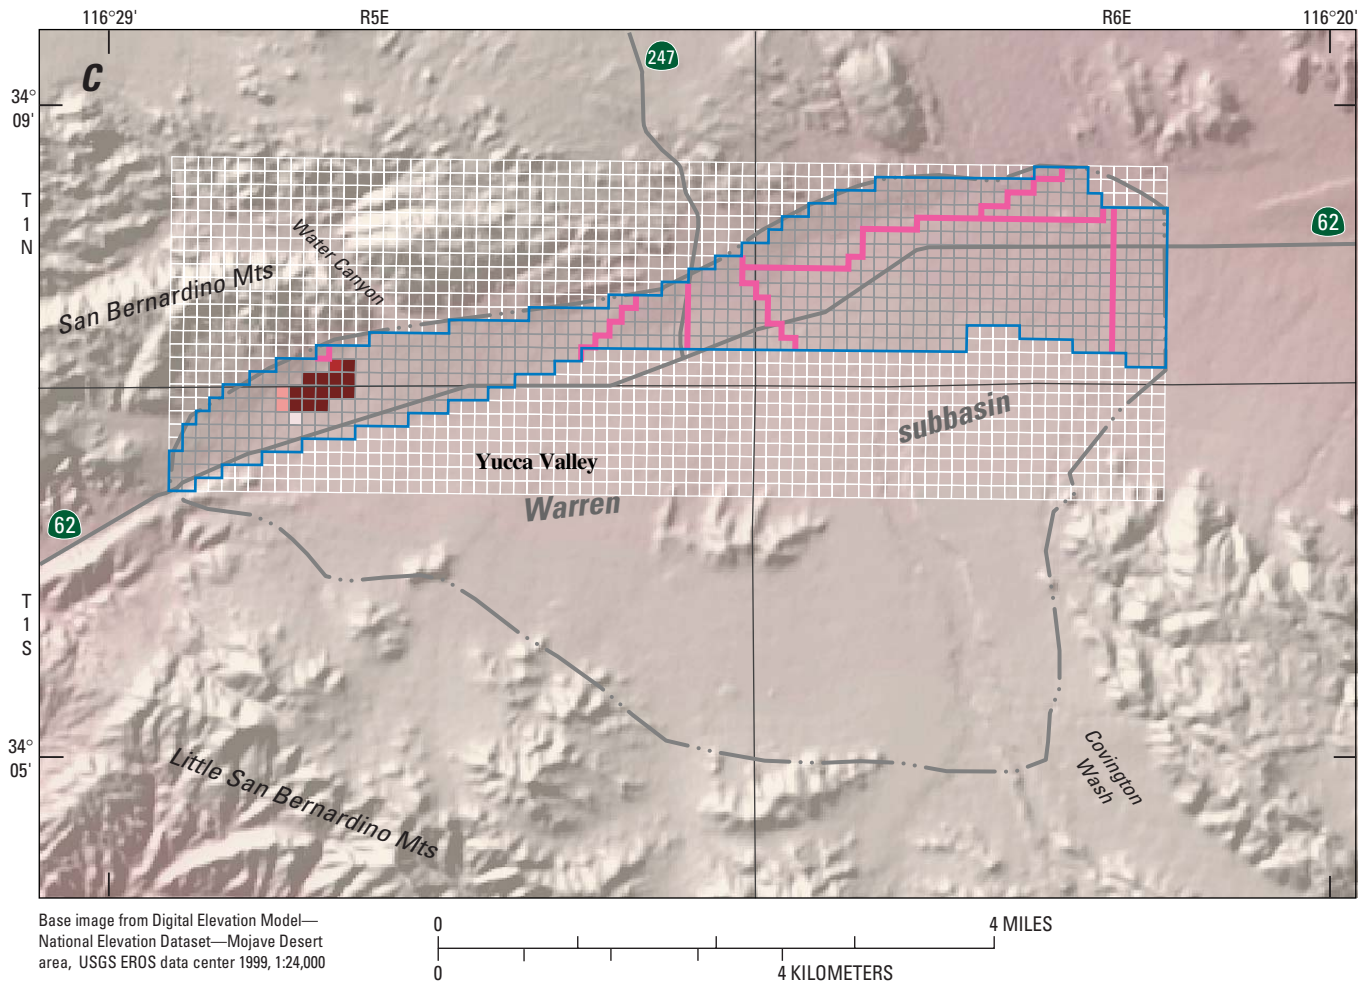 116°29'
R5E
R6E
116°20'
C
247
34°
09'
T
1
N
62
Water Canyon
San Bernardino Mts
subbasin
Yucca Valley
Warren
62
T
1
S
34°
05'
Little San Bernardino Mts
Covington
Wash
Base image from Digital Elevation Model—
National Elevation Dataset—Mojave Desert
area, USGS EROS data center 1999, 1:24,000
0
4 MILES
0
4 KILOMETERS